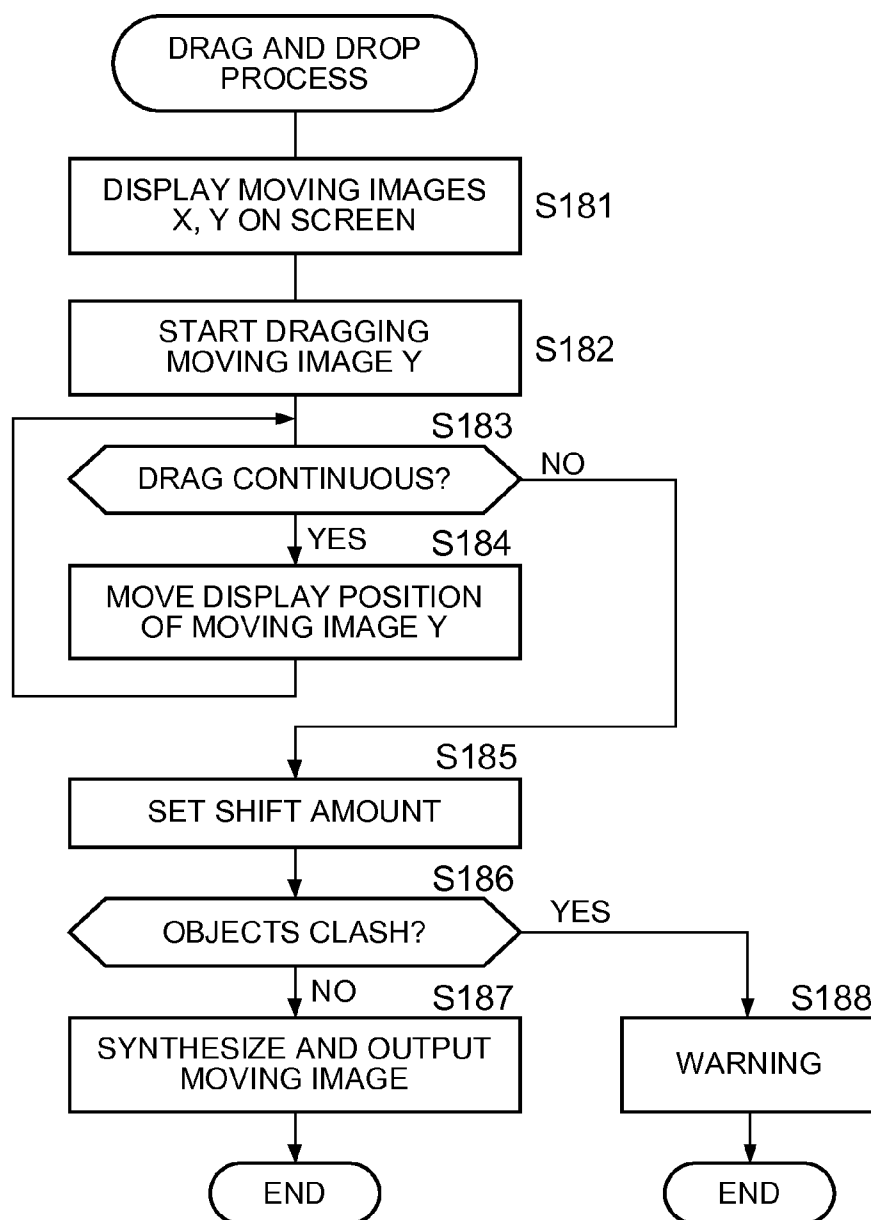 DRAG AND DROP
PROCESS
DISPLAY MOVING IMAGES
X, Y ON SCREEN
S181
START DRAGGING
MOVING IMAGE Y
S182
S183
DRAG CONTINUOUS?
NO
YES
S184
MOVE DISPLAY POSITION
OF MOVING IMAGE Y
S185
SET SHIFT AMOUNT
S186
OBJECTS CLASH?
YES
NO
S187
SYNTHESIZE AND OUTPUT
MOVING IMAGE
S188
WARNING
END
END